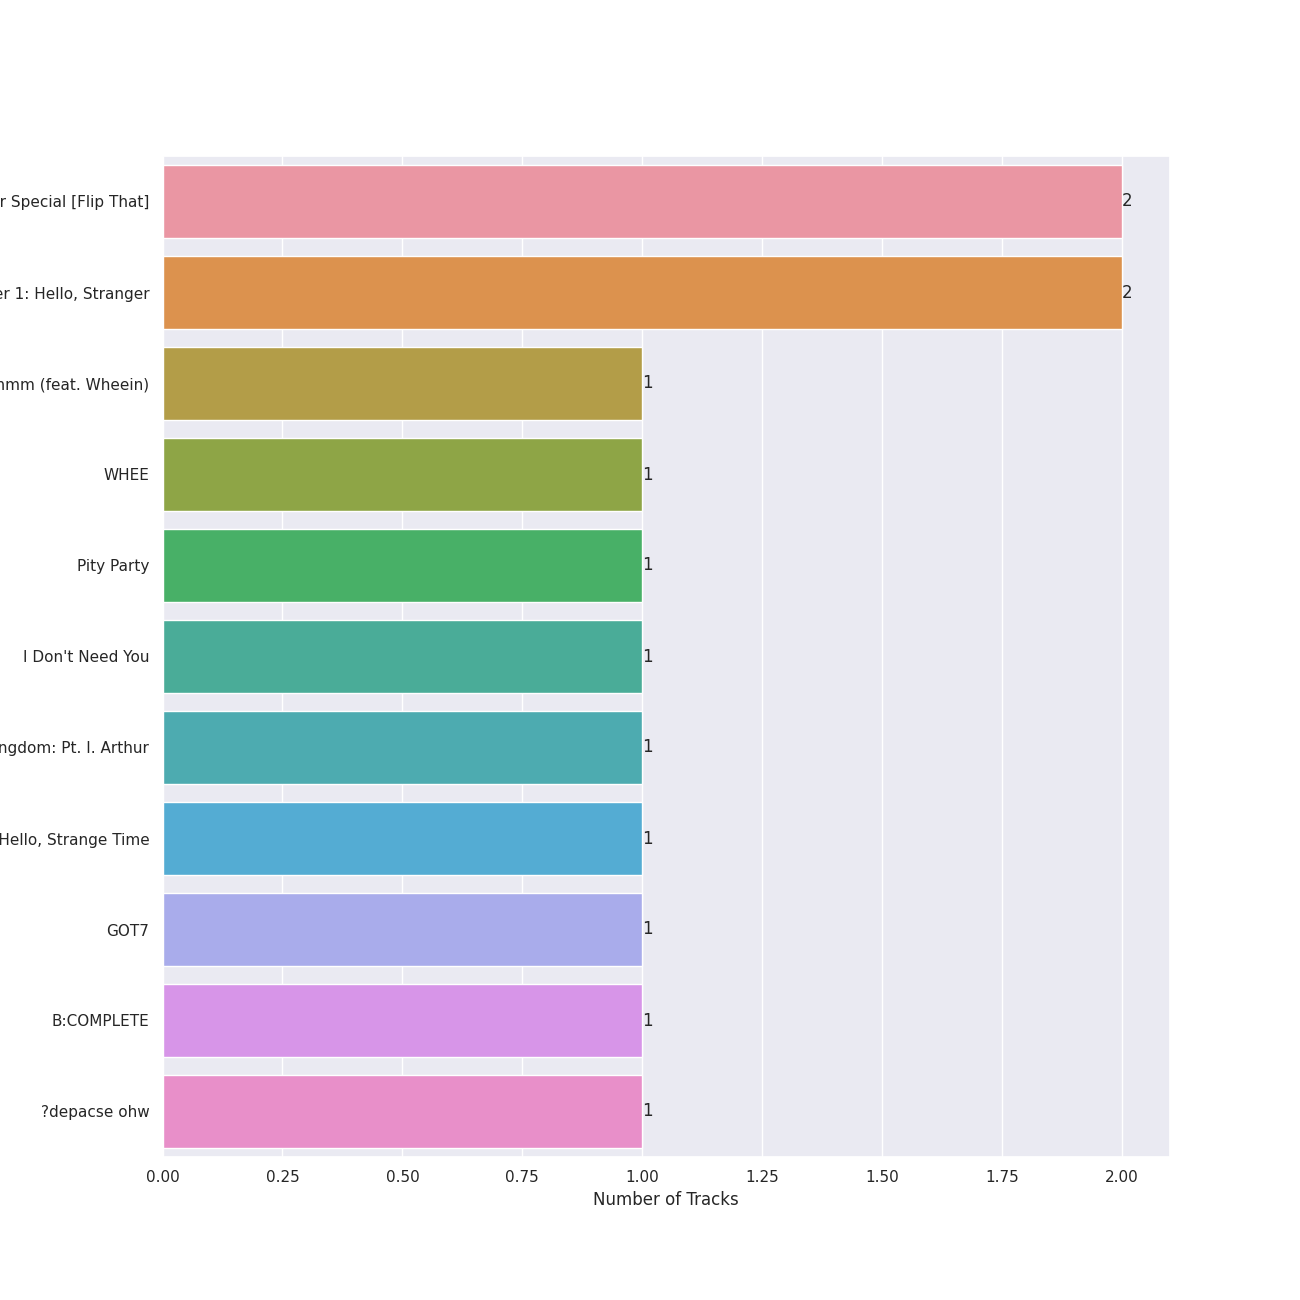 r Special [Flip That]
2
er 1: Hello, Stranger
2
mm (feat. Wheein)
1
WHEE
1
Pity Party
1
I Don't Need You
1
ngdom: Pt. I. Arthur
1
Hello, Strange Time
1
GOT7
1
B:COMPLETE
1
?depacse ohw
1
0.00 0.25 0.50 0.75 1.00 1.25 1.50 1.75 2.00
Number of Tracks